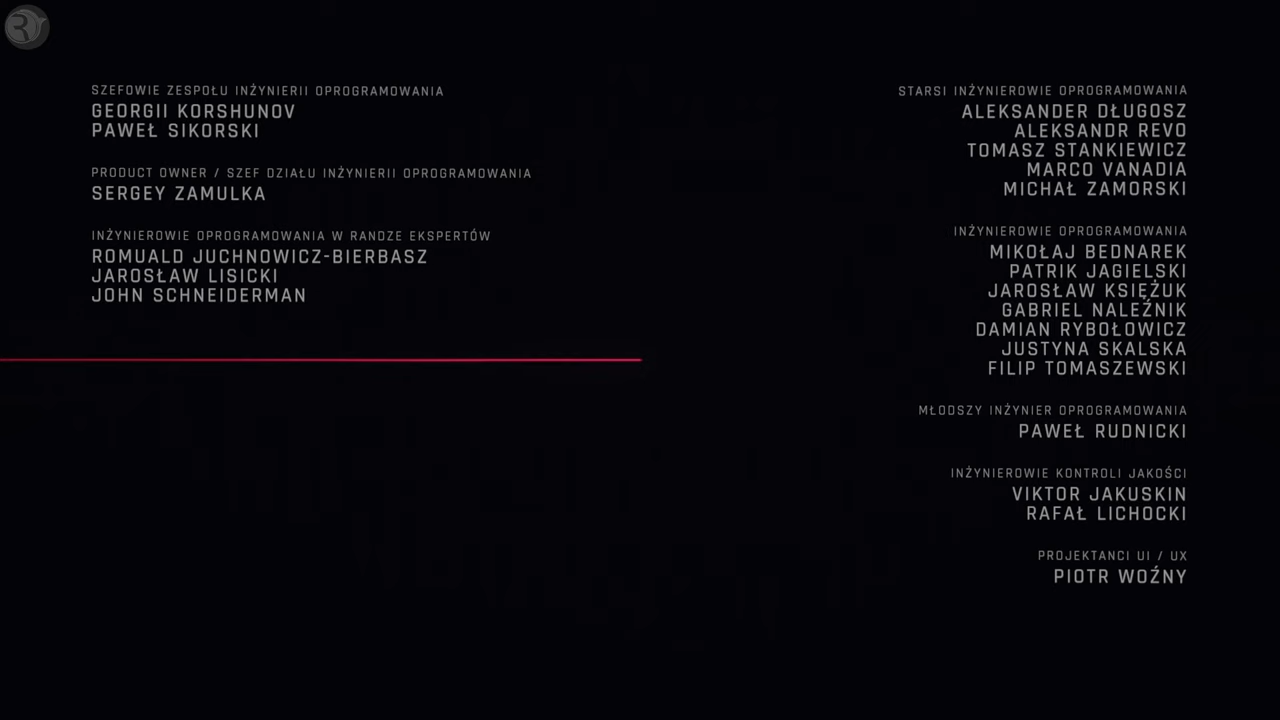 SZEFOWIE ZESPOŁU INŻYNIERII OPROGRAMOWANIA
GEORGII KORSHUNOV
PAWEŁ SIKORSKI
PRODUCT OWNER / SZEF DZIAŁU INŻYNIERII OPROGRAMOWANIA
SERGEY ZAMULKA
INŻYNIEROWIE OPROGRAMOWANIA W RANDZE EKSPERTÓW
ROMUALD JUCHNOWICZ-BIERBASZ
JAROSŁAW LISICKI
JOHN SCHNEIDERMAN
STARSI INŻYNIEROWIE OPROGRAMOWANIA
ALEKSANDER DŁUGOSZ
ALEKSANDR REVO
TOMASZ STANKIEWICZ
MARCO VANADIA
MICHAŁ ZAMORSKI
INŻYNIEROWIE OPROGRAMOWANIA
MIKOŁAJ BEDNAREK
PATRIK JAGIELSKI
JAROSŁAW KSIĘŻUK
GABRIEL NALEŹNIK
DAMIAN RYBOŁOWICZ
JUSTYNA SKALSKA
FILIP TOMASZEWSKI
MŁODSZY INŻYNIER OPROGRAMOWANIA
PAWEŁ RUDNICKI
INŻYNIEROWIE KONTROLI JAKOŚCI
VIKTOR JAKUSKIN
RAFAŁ LICHOCKI
PROJEKTANCI UI / UX
PIOTR WOŹNY